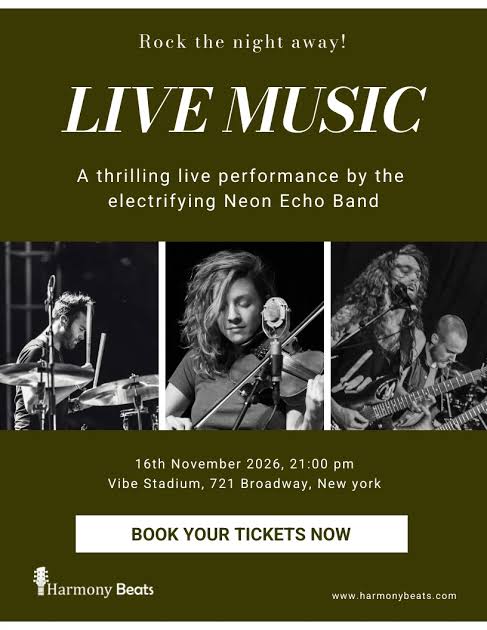 Rock the night away!
LIVE MUSIC
A thrilling live performance by the
electrifying Neon Echo Band
16th November 2026, 21:00 pm
Vibe Stadium, 721 Broadway, New york
BOOK YOUR TICKETS NOW
Harmony Beats
www.harmonybeats.com